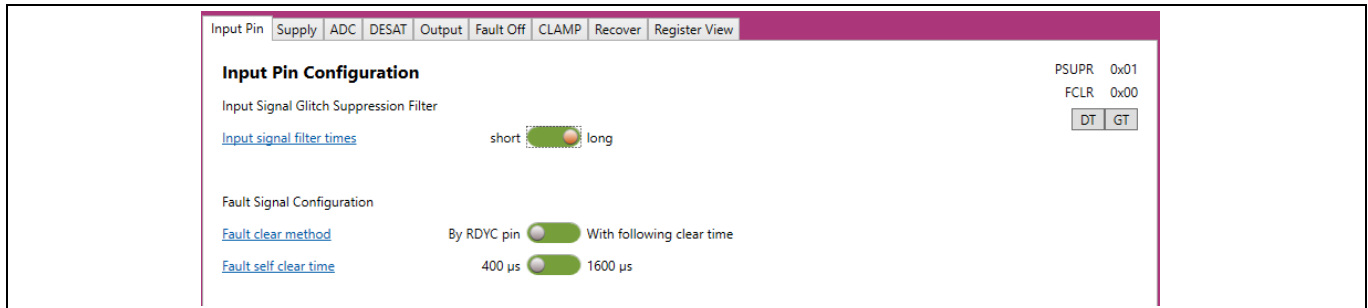 Input Pin Supply ADC DESAT Output Fault Off CLAMP Recover Register View
Input Pin Configuration
PSUPR 0x01
FCLR 0x00
DT GT
Input Signal Glitch Suppression Filter
Input signal filter times short long
Fault Signal Configuration
Fault clear method By RDYC pin With following clear time
Fault self clear time 400 µs 1600 µs